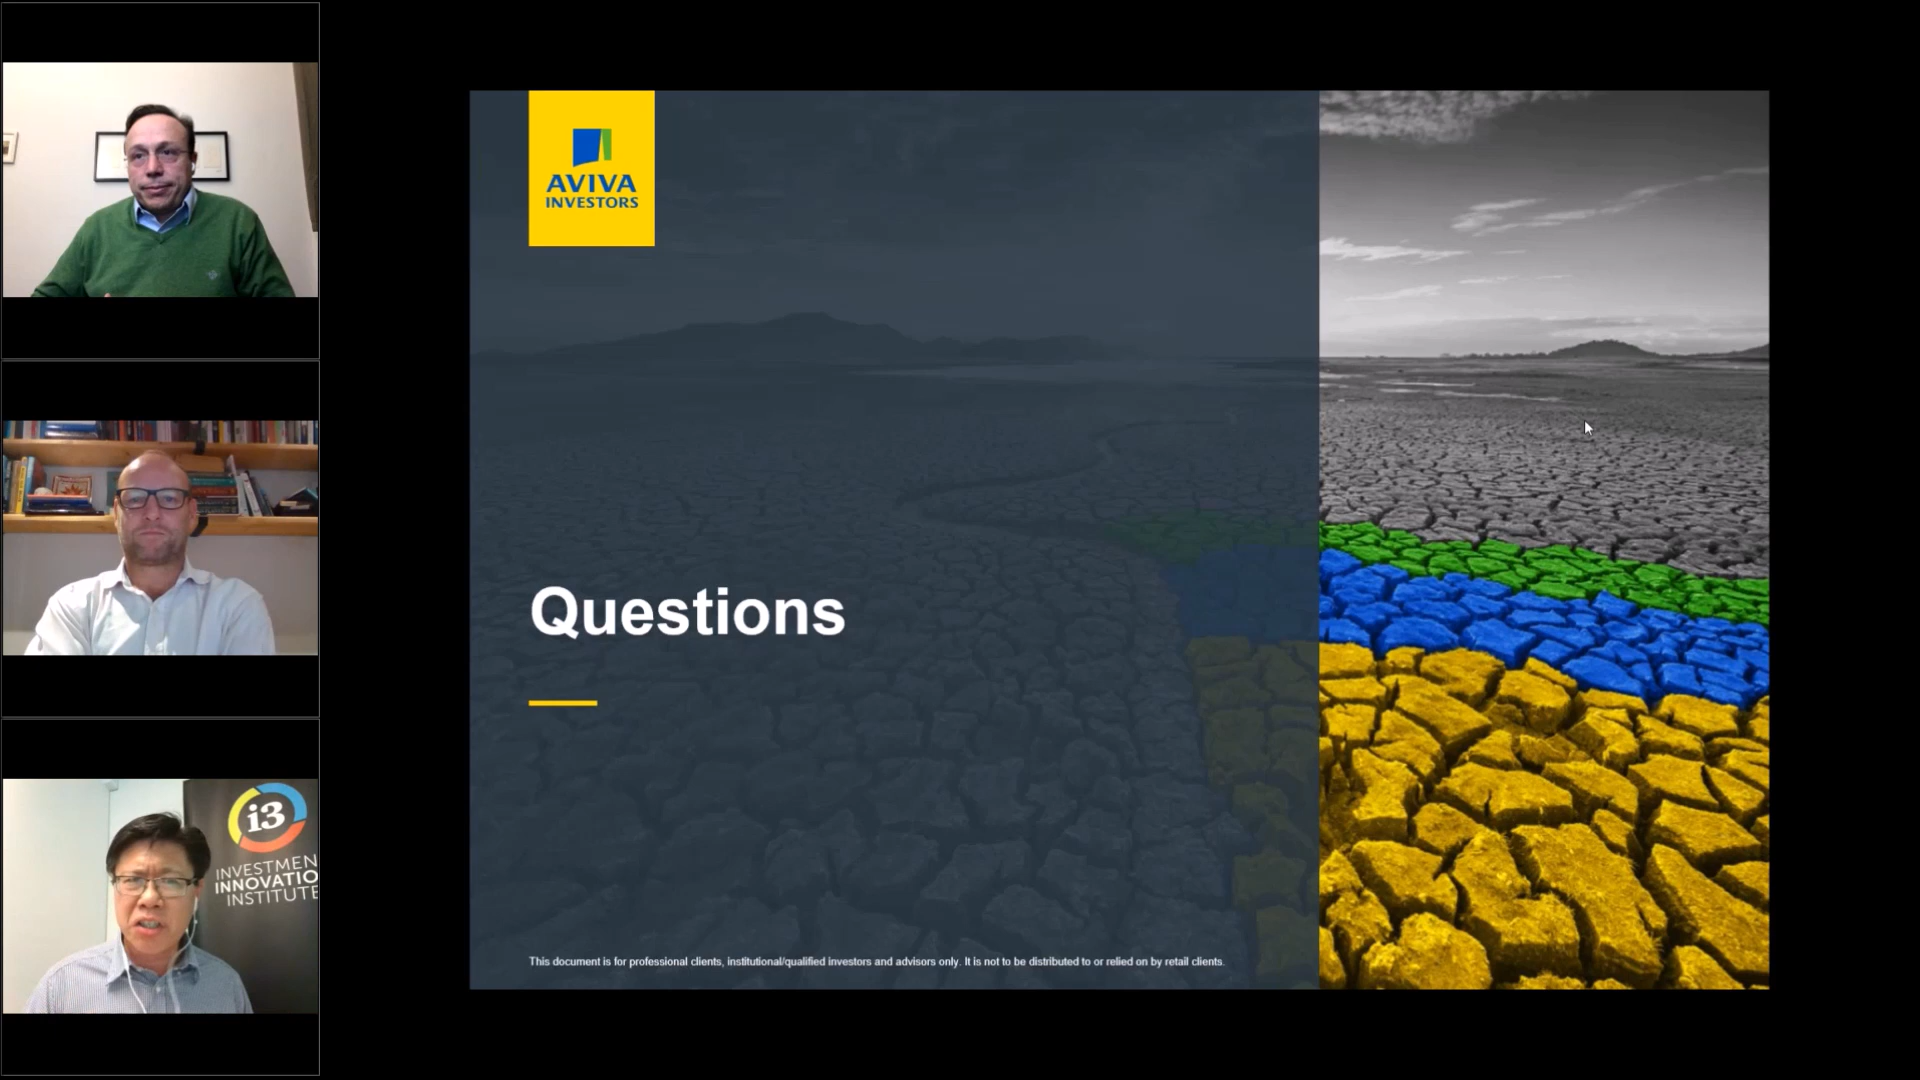 AVIVA
INVESTORS
Questions
This document is for professional clients, institutional/qualified investors and advisors only. It is not to be distributed to or relied on by retail clients.
i3
INVESTMEN
INNOVATIO
INSTITUTE